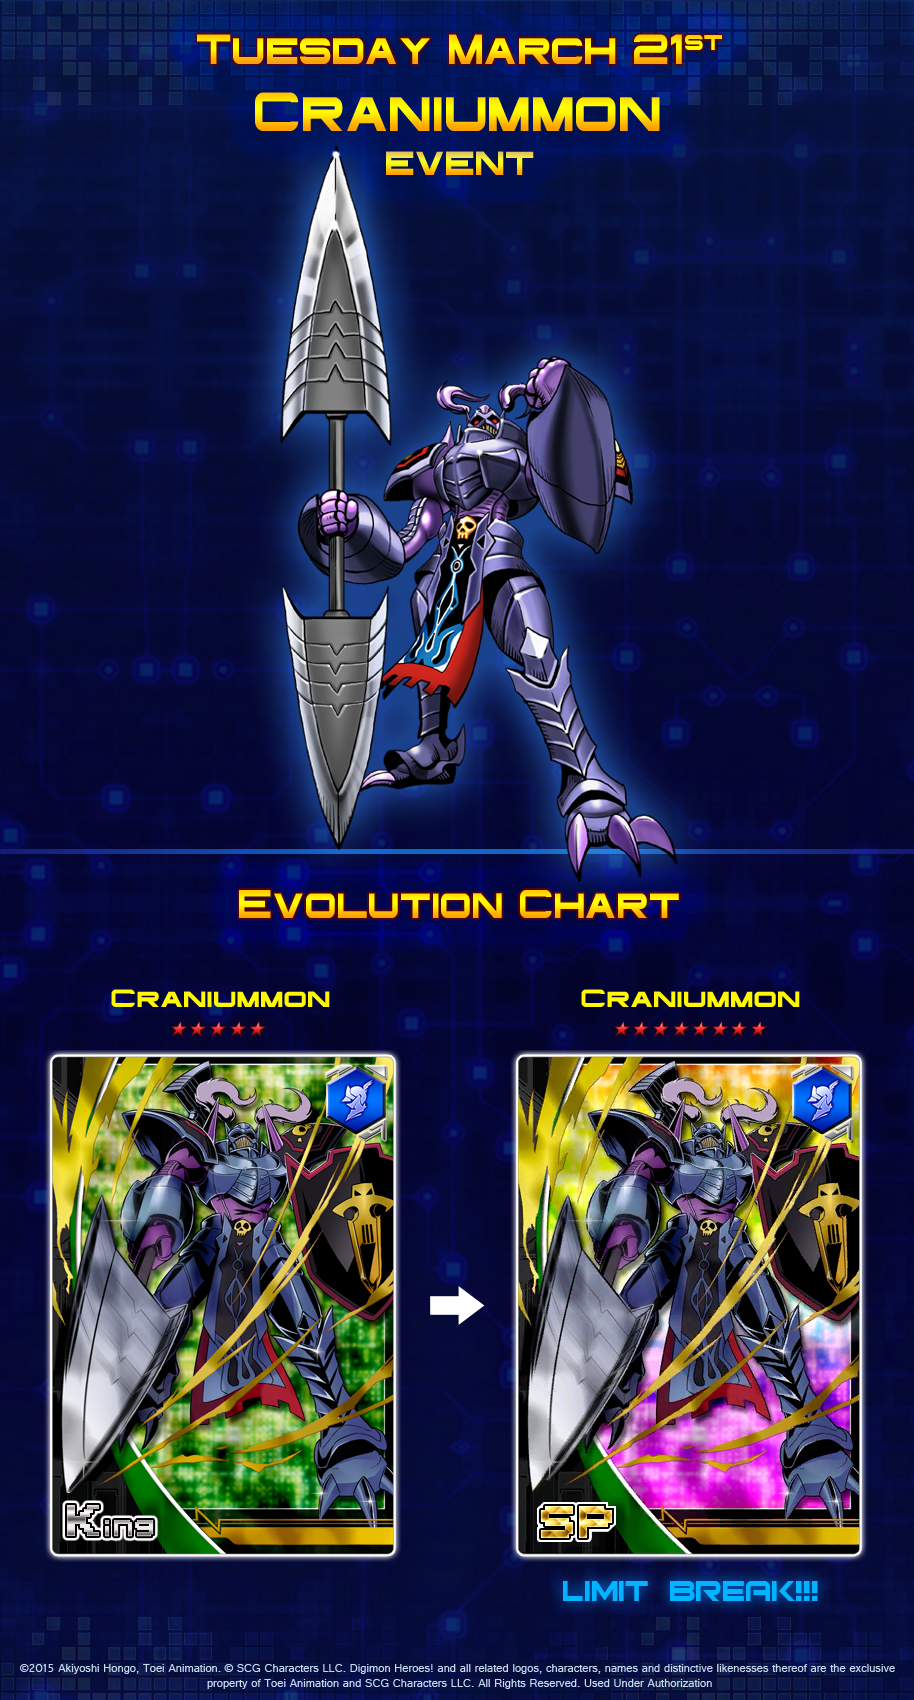 Tuesday March 21st
Craniummon
Event
Evolution Chart
Craniummon
Craniummon
King
SP
LIMIT BREAK!!!
©2015 Akiyoshi Hongo, Toei Animation. © SCG Characters LLC. Digimon Heroes! and all related logos, characters, names and distinctive likenesses thereof are the exclusive
property of Toei Animation and SCG Characters LLC. All Rights Reserved. Used Under Authorization